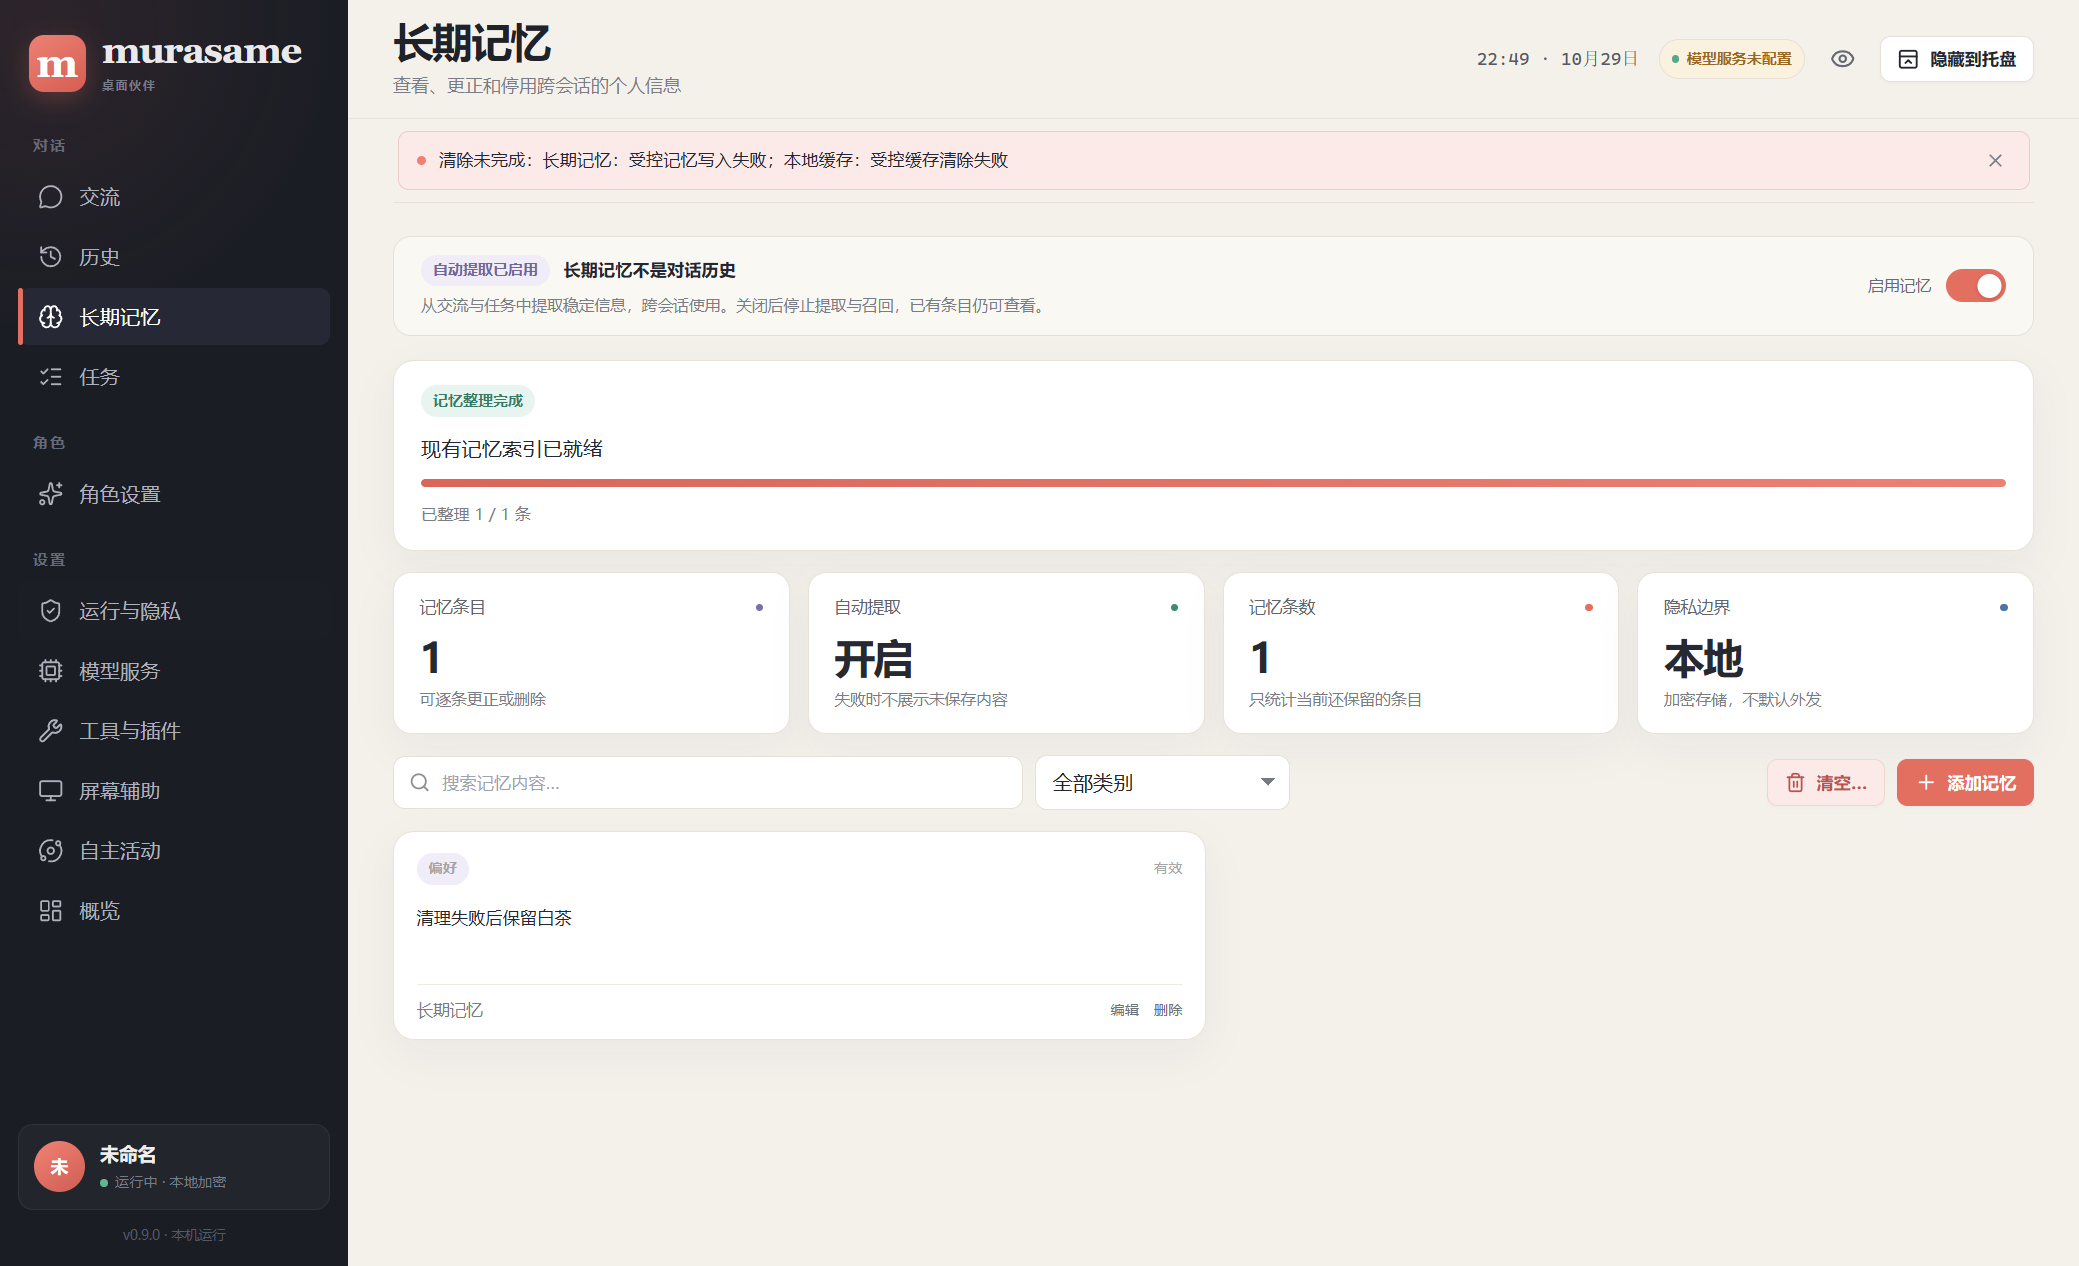 m
murasame
桌面伙伴
对话
交流
历史
长期记忆
任务
角色
角色设置
设置
运行与隐私
模型服务
工具与插件
屏幕辅助
自主活动
概览
未
未命名
运行中 · 本地加密
v0.9.0 · 本机运行
长期记忆
查看、更正和停用跨会话的个人信息
22:49 · 10月29日
模型服务未配置
隐藏到托盘
清除未完成：长期记忆：受控记忆写入失败；本地缓存：受控缓存清除失败
自动提取已启用 长期记忆不是对话历史
从交流与任务中提取稳定信息，跨会话使用。关闭后停止提取与召回，已有条目仍可查看。
启用记忆
记忆整理完成
现有记忆索引已就绪
已整理 1 / 1 条
记忆条目
1
可逐条更正或删除
自动提取
开启
失败时不展示未保存内容
记忆条数
1
只统计当前还保留的条目
隐私边界
本地
加密存储，不默认外发
搜索记忆内容...
全部类别
清空...
添加记忆
偏好
有效
清理失败后保留白茶
长期记忆
编辑 删除